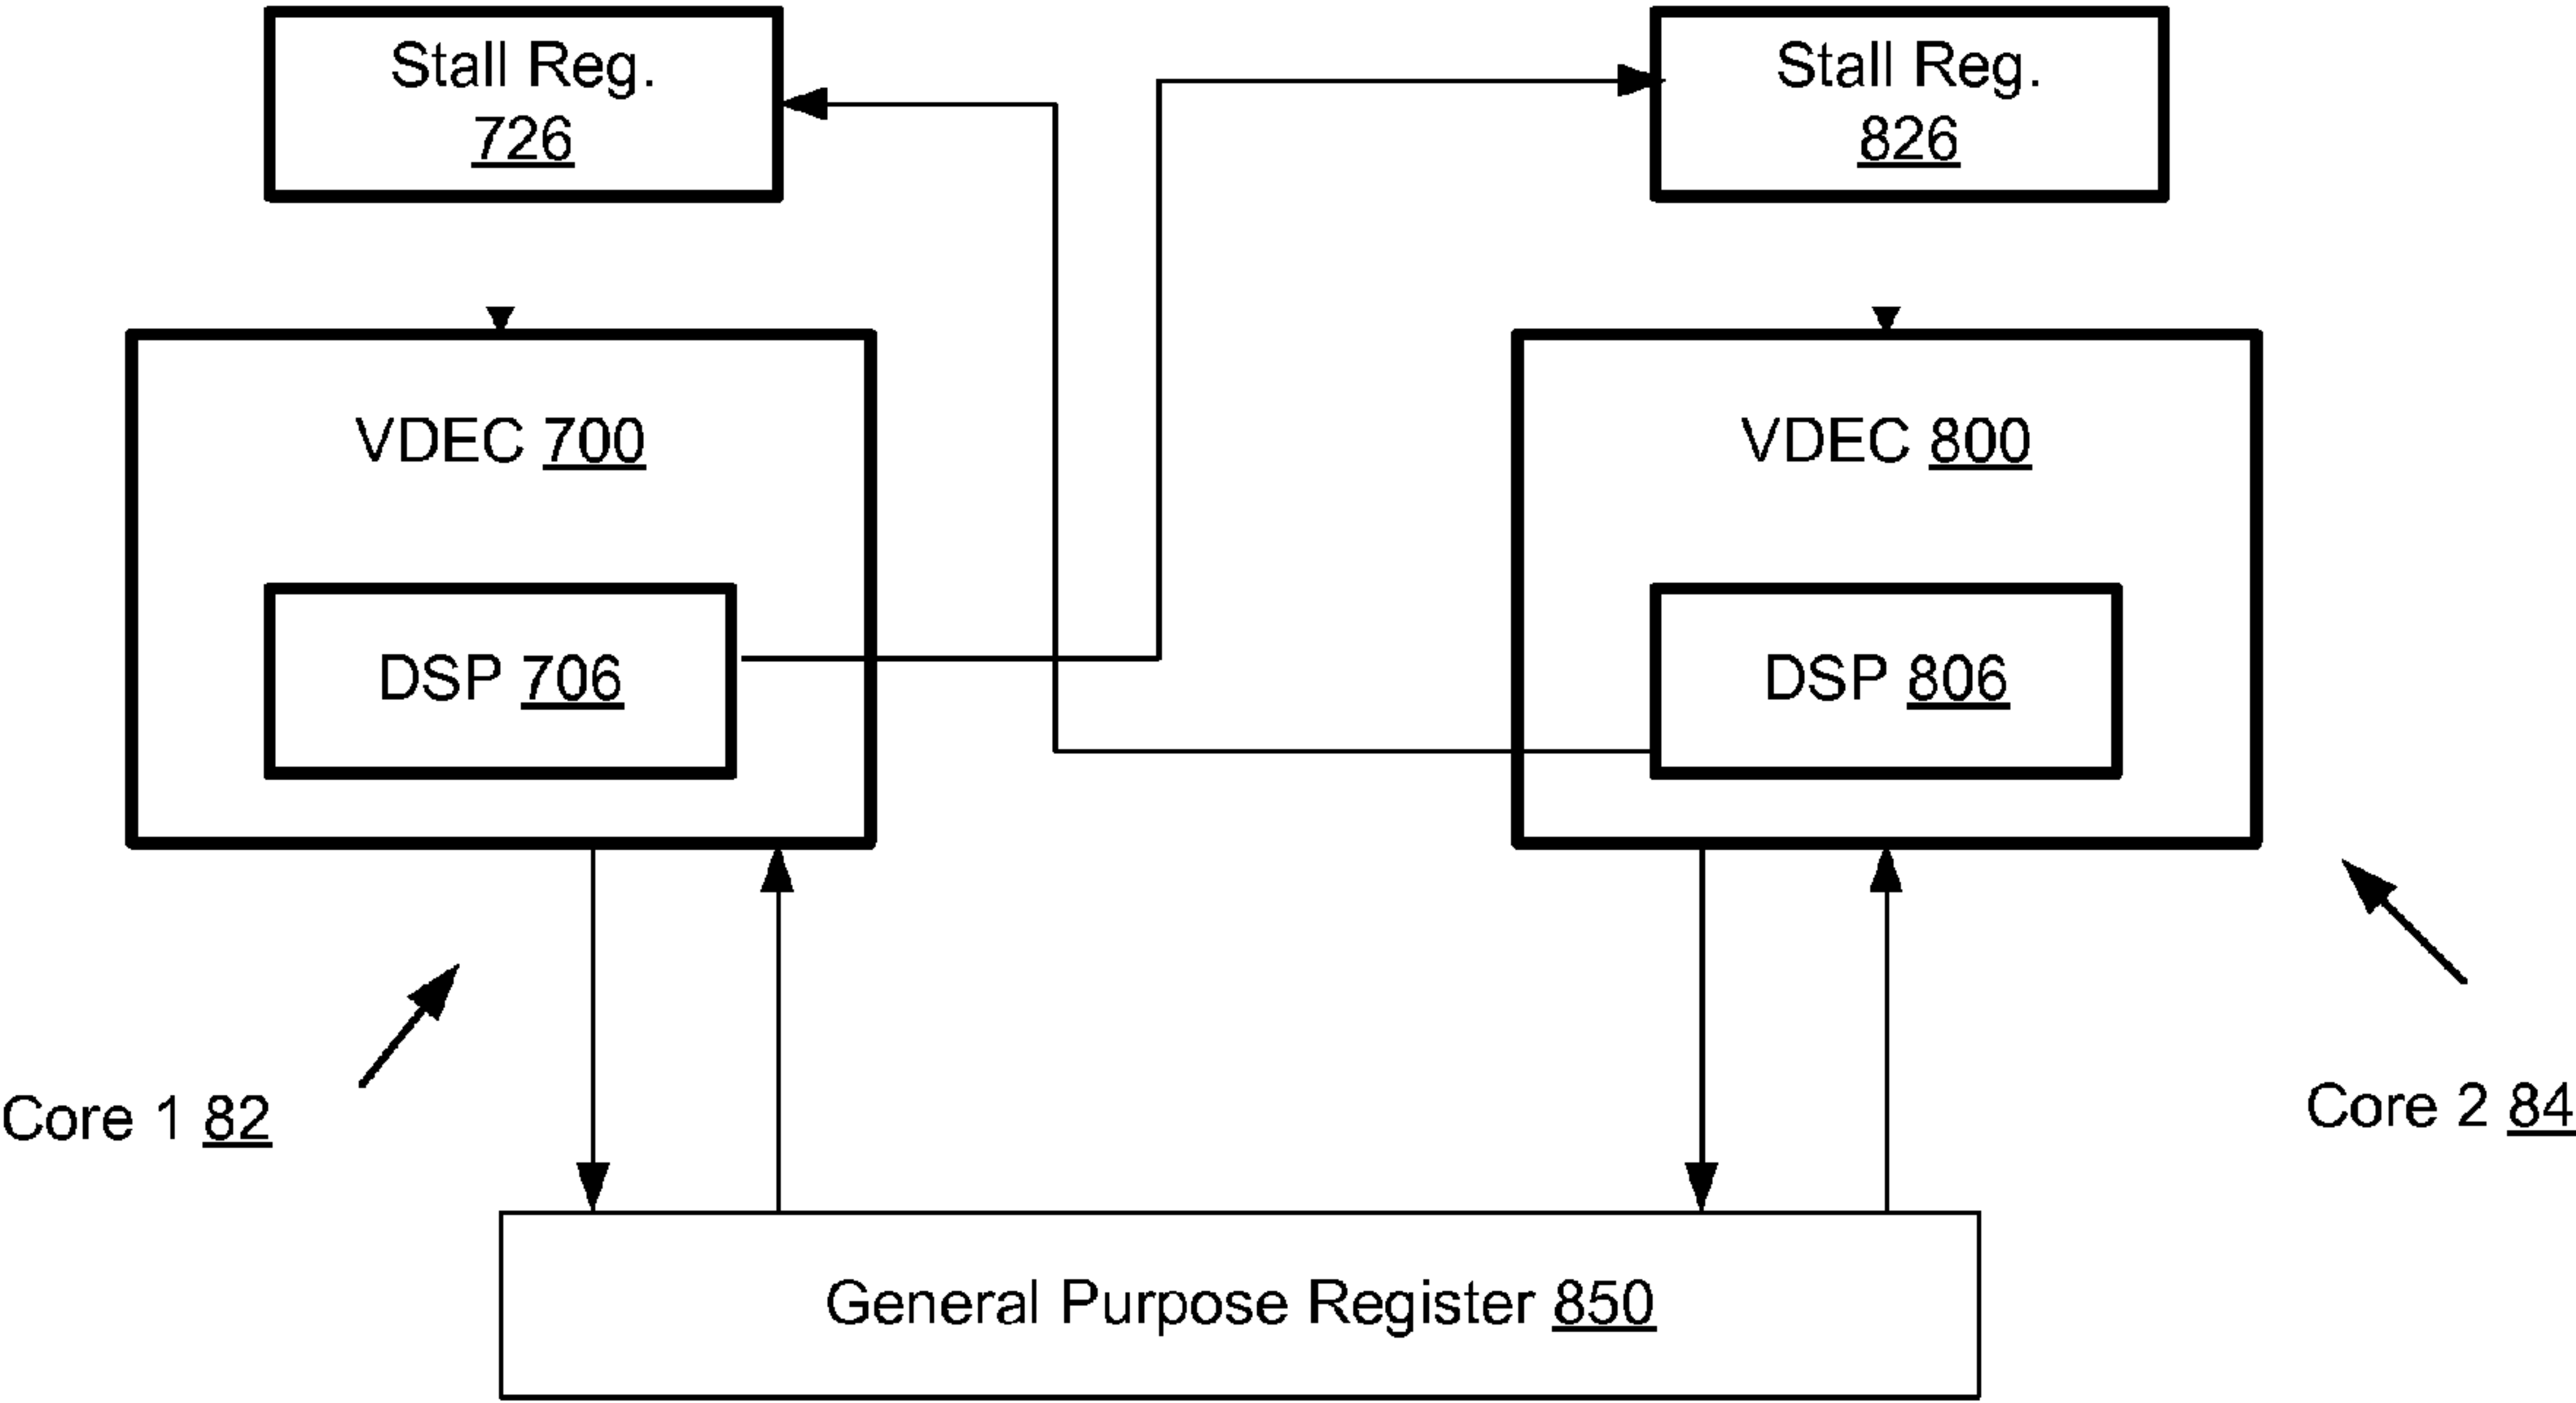 Stall Reg.
726
Stall Reg.
826
VDEC 700
VDEC 800
DSP 706
DSP 806
Core 1 82
Core 2 84
General Purpose Register 850